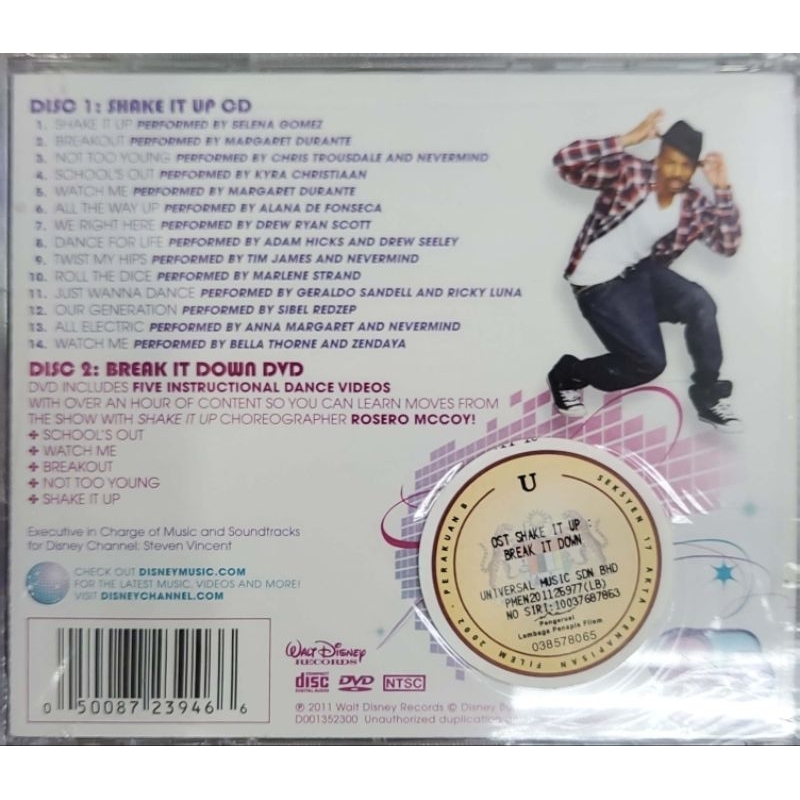 DISC 1: SHAKE IT UP CD
1. SHAKE IT UP PERFORMED BY SELENA GOMEZ
2. BREAKOUT PERFORMED BY MARGARET DURANTE
3. NOT TOO YOUNG PERFORMED BY CHRIS TROUSDALE AND NEVERMIND
4. SCHOOL'S OUT PERFORMED BY KYRA CHRISTIAAN
5. WATCH ME PERFORMED BY MARGARET DURANTE
6. ALL THE WAY UP PERFORMED BY ALANA DE FONSECA
7. WE RIGHT HERE PERFORMED BY DREW RYAN SCOTT
8. DANCE FOR LIFE PERFORMED BY ADAM HICKS AND DREW SEELEY
9. TWIST MY HIPS PERFORMED BY TIM JAMES AND NEVERMIND
10. ROLL THE DICE PERFORMED BY MARLENE STRAND
11. JUST WANNA DANCE PERFORMED BY GERALDO SANDELL AND RICKY LUNA
12. OUR GENERATION PERFORMED BY SIBEL REDZEP
13. ALL ELECTRIC PERFORMED BY ANNA MARGARET AND NEVERMIND
14. WATCH ME PERFORMED BY BELLA THORNE AND ZENDAYA
DISC 2: BREAK IT DOWN DVD
DVD INCLUDES FIVE INSTRUCTIONAL DANCE VIDEOS
WITH OVER AN HOUR OF CONTENT SO YOU CAN LEARN MOVES FROM
THE SHOW WITH SHAKE IT UP CHOREOGRAPHER ROSERO MCCOY!
+ SCHOOL'S OUT
+ WATCH ME
+ BREAKOUT
+ NOT TOO YOUNG
+ SHAKE IT UP
Executive in Charge of Music and Soundtracks
for Disney Channel: Steven Vincent
CHECK OUT DISNEYMUSIC.COM
FOR THE LATEST MUSIC, VIDEOS AND MORE!
VISIT DISNEYCHANNEL.COM
U
PERAKUAN B SEKSYEN 17 AKTA PENAPISAN FILEM 2002
OST SHAKE IT UP :
BREAK IT DOWN
UNIVERSAL MUSIC SDN BHD
PMEN201126977(LB)
NO SIRI:10037687863
Pengerusi
Lembaga Penapis Filem
03B578065
0 50087 23946 6
WALT DISNEY
RECORDS
COMPACT
disc
DIGITAL AUDIO
DVD
VIDEO
NTSC
℗ 2011 Walt Disney Records © Disney
D001352300 Unauthorized duplication